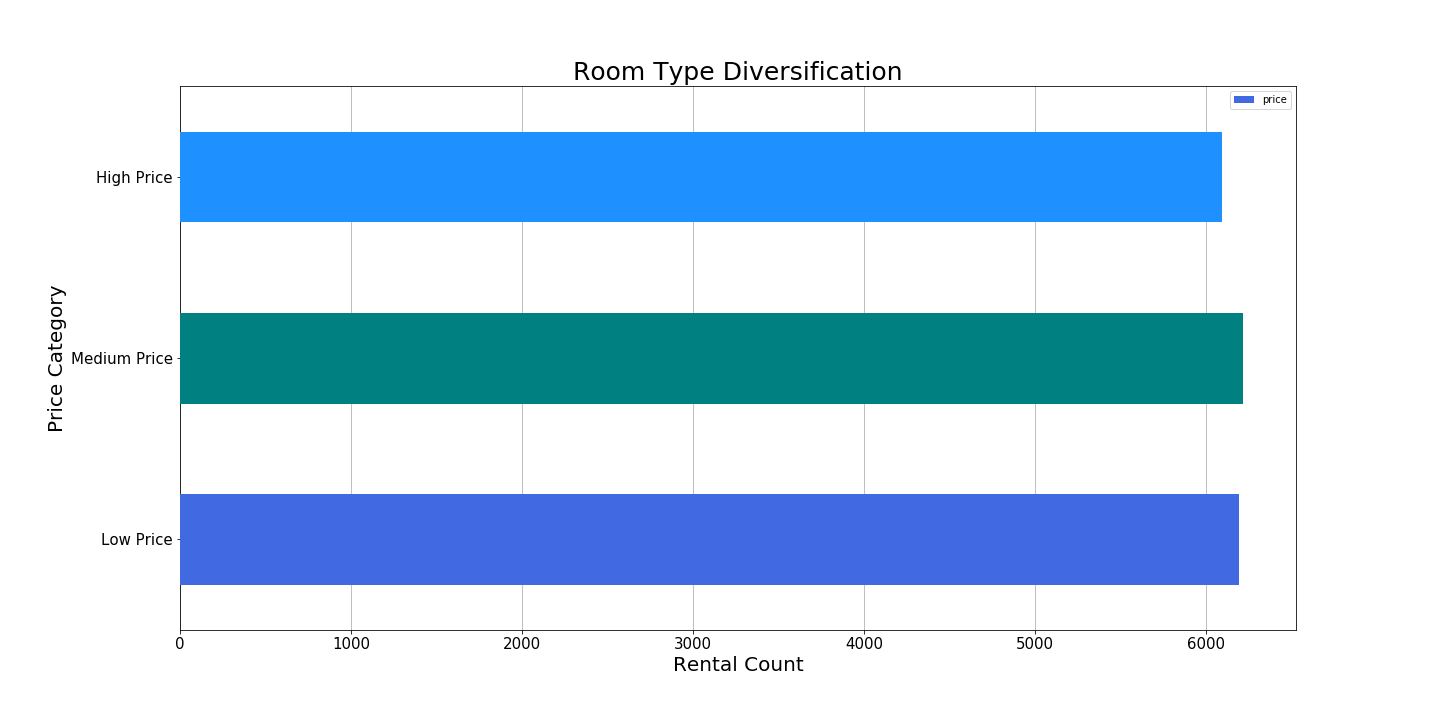 Room Type Diversification
price
High Price
Medium Price
Low Price
Price Category
0 1000 2000 3000 4000 5000 6000
Rental Count